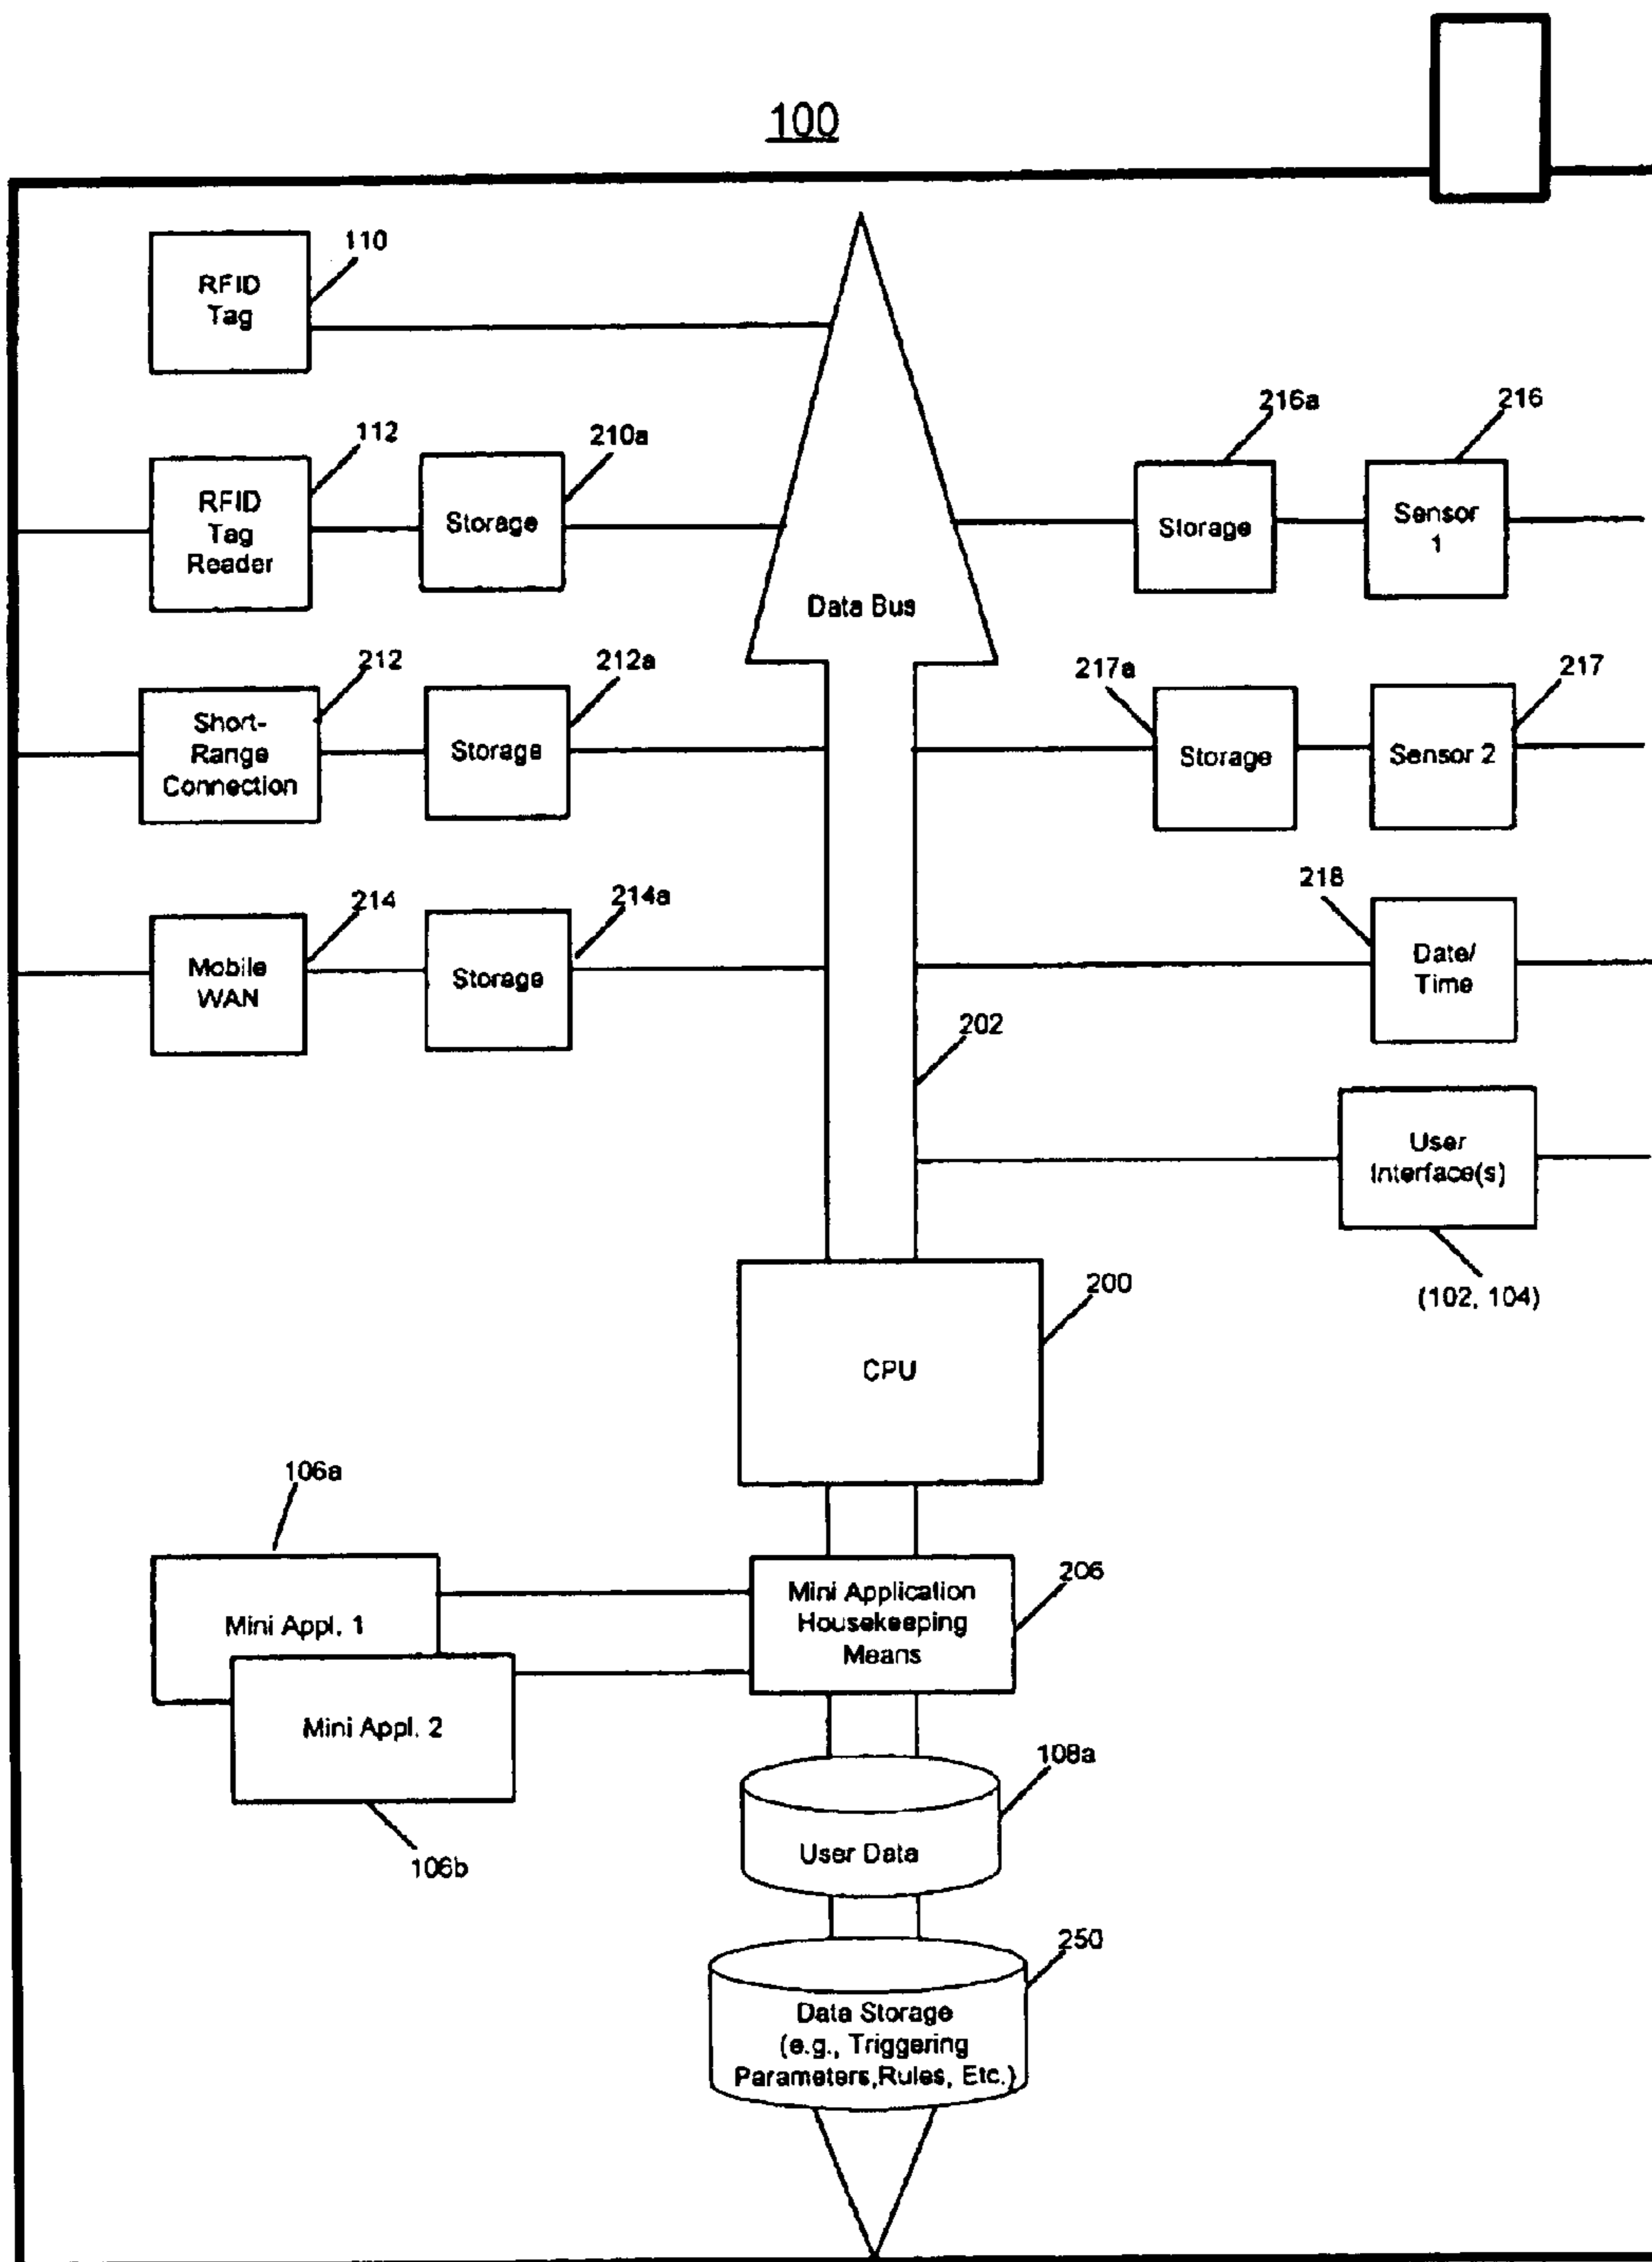 100
110
RFID
Tag
112
RFID
Tag
Reader
210a
Storage
216a
Storage
216
Sensor
1
Data Bus
212
Short-
Range
Connection
212a
Storage
217a
Storage
217
Sensor 2
214
Mobile
WAN
214a
Storage
218
Date/
Time
202
User
Interface(s)
(102, 104)
200
CPU
106a
Mini Appl. 1
Mini Appl. 2
106b
206
Mini Application
Housekeeping
Means
108a
User Data
250
Data Storage
(e.g., Triggering
Parameters,Rules, Etc.)